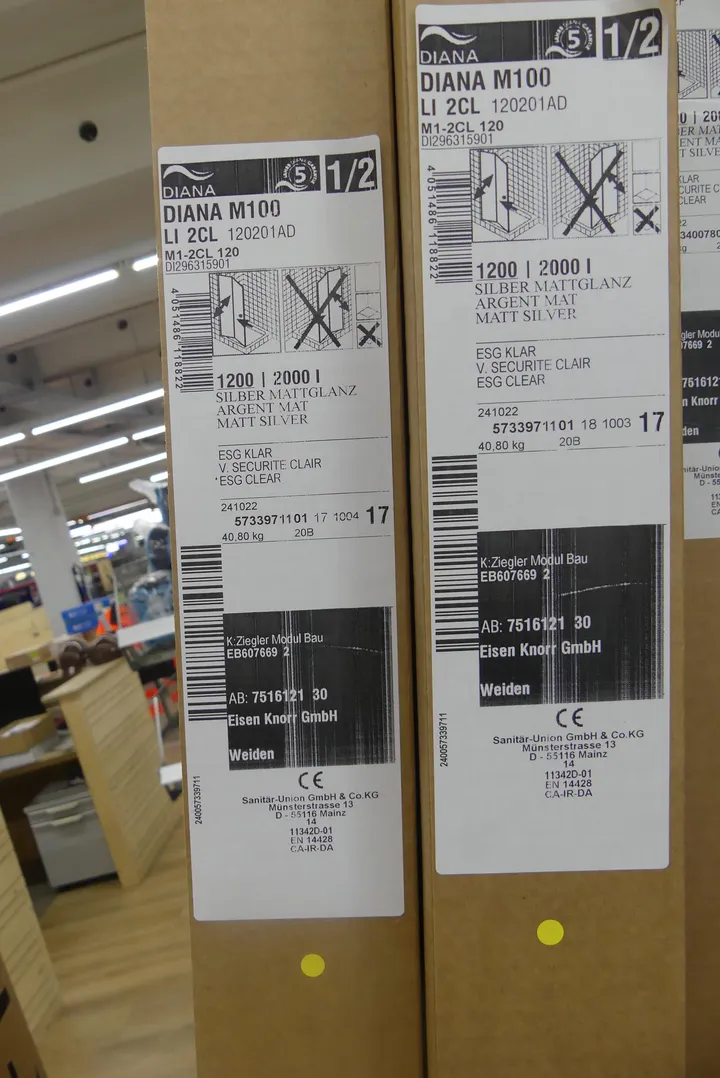 DIANA
5
1/2
DIANA M100
LI 2CL 120201AD
M1-2CL 120
DI296315901
4 051486 118822
1200 | 2000 I
SILBER MATTGLANZ
ARGENT MAT
MATT SILVER
ESG KLAR
V. SECURITE CLAIR
ESG CLEAR
241022
5733971101 17 1004 17
40,80 kg 20B
K:Ziegler Modul Bau
EB607669 2
AB: 7516121 30
Eisen Knorr GmbH
Weiden
240057339711
CE
Sanitär-Union GmbH & Co.KG
Münsterstrasse 13
D - 55116 Mainz
14
11342D-01
EN 14428
CA-IR-DA
DIANA
5
1/2
DIANA M100
LI 2CL 120201AD
M1-2CL 120
DI296315901
4 051486 118822
1200 | 2000 I
SILBER MATTGLANZ
ARGENT MAT
MATT SILVER
ESG KLAR
V. SECURITE CLAIR
ESG CLEAR
241022
5733971101 18 1003 17
40,80 kg 20B
K:Ziegler Modul Bau
EB607669 2
AB: 7516121 30
Eisen Knorr GmbH
Weiden
240057339711
CE
Sanitär-Union GmbH & Co.KG
Münsterstrasse 13
D - 55116 Mainz
14
11342D-01
EN 14428
CA-IR-DA